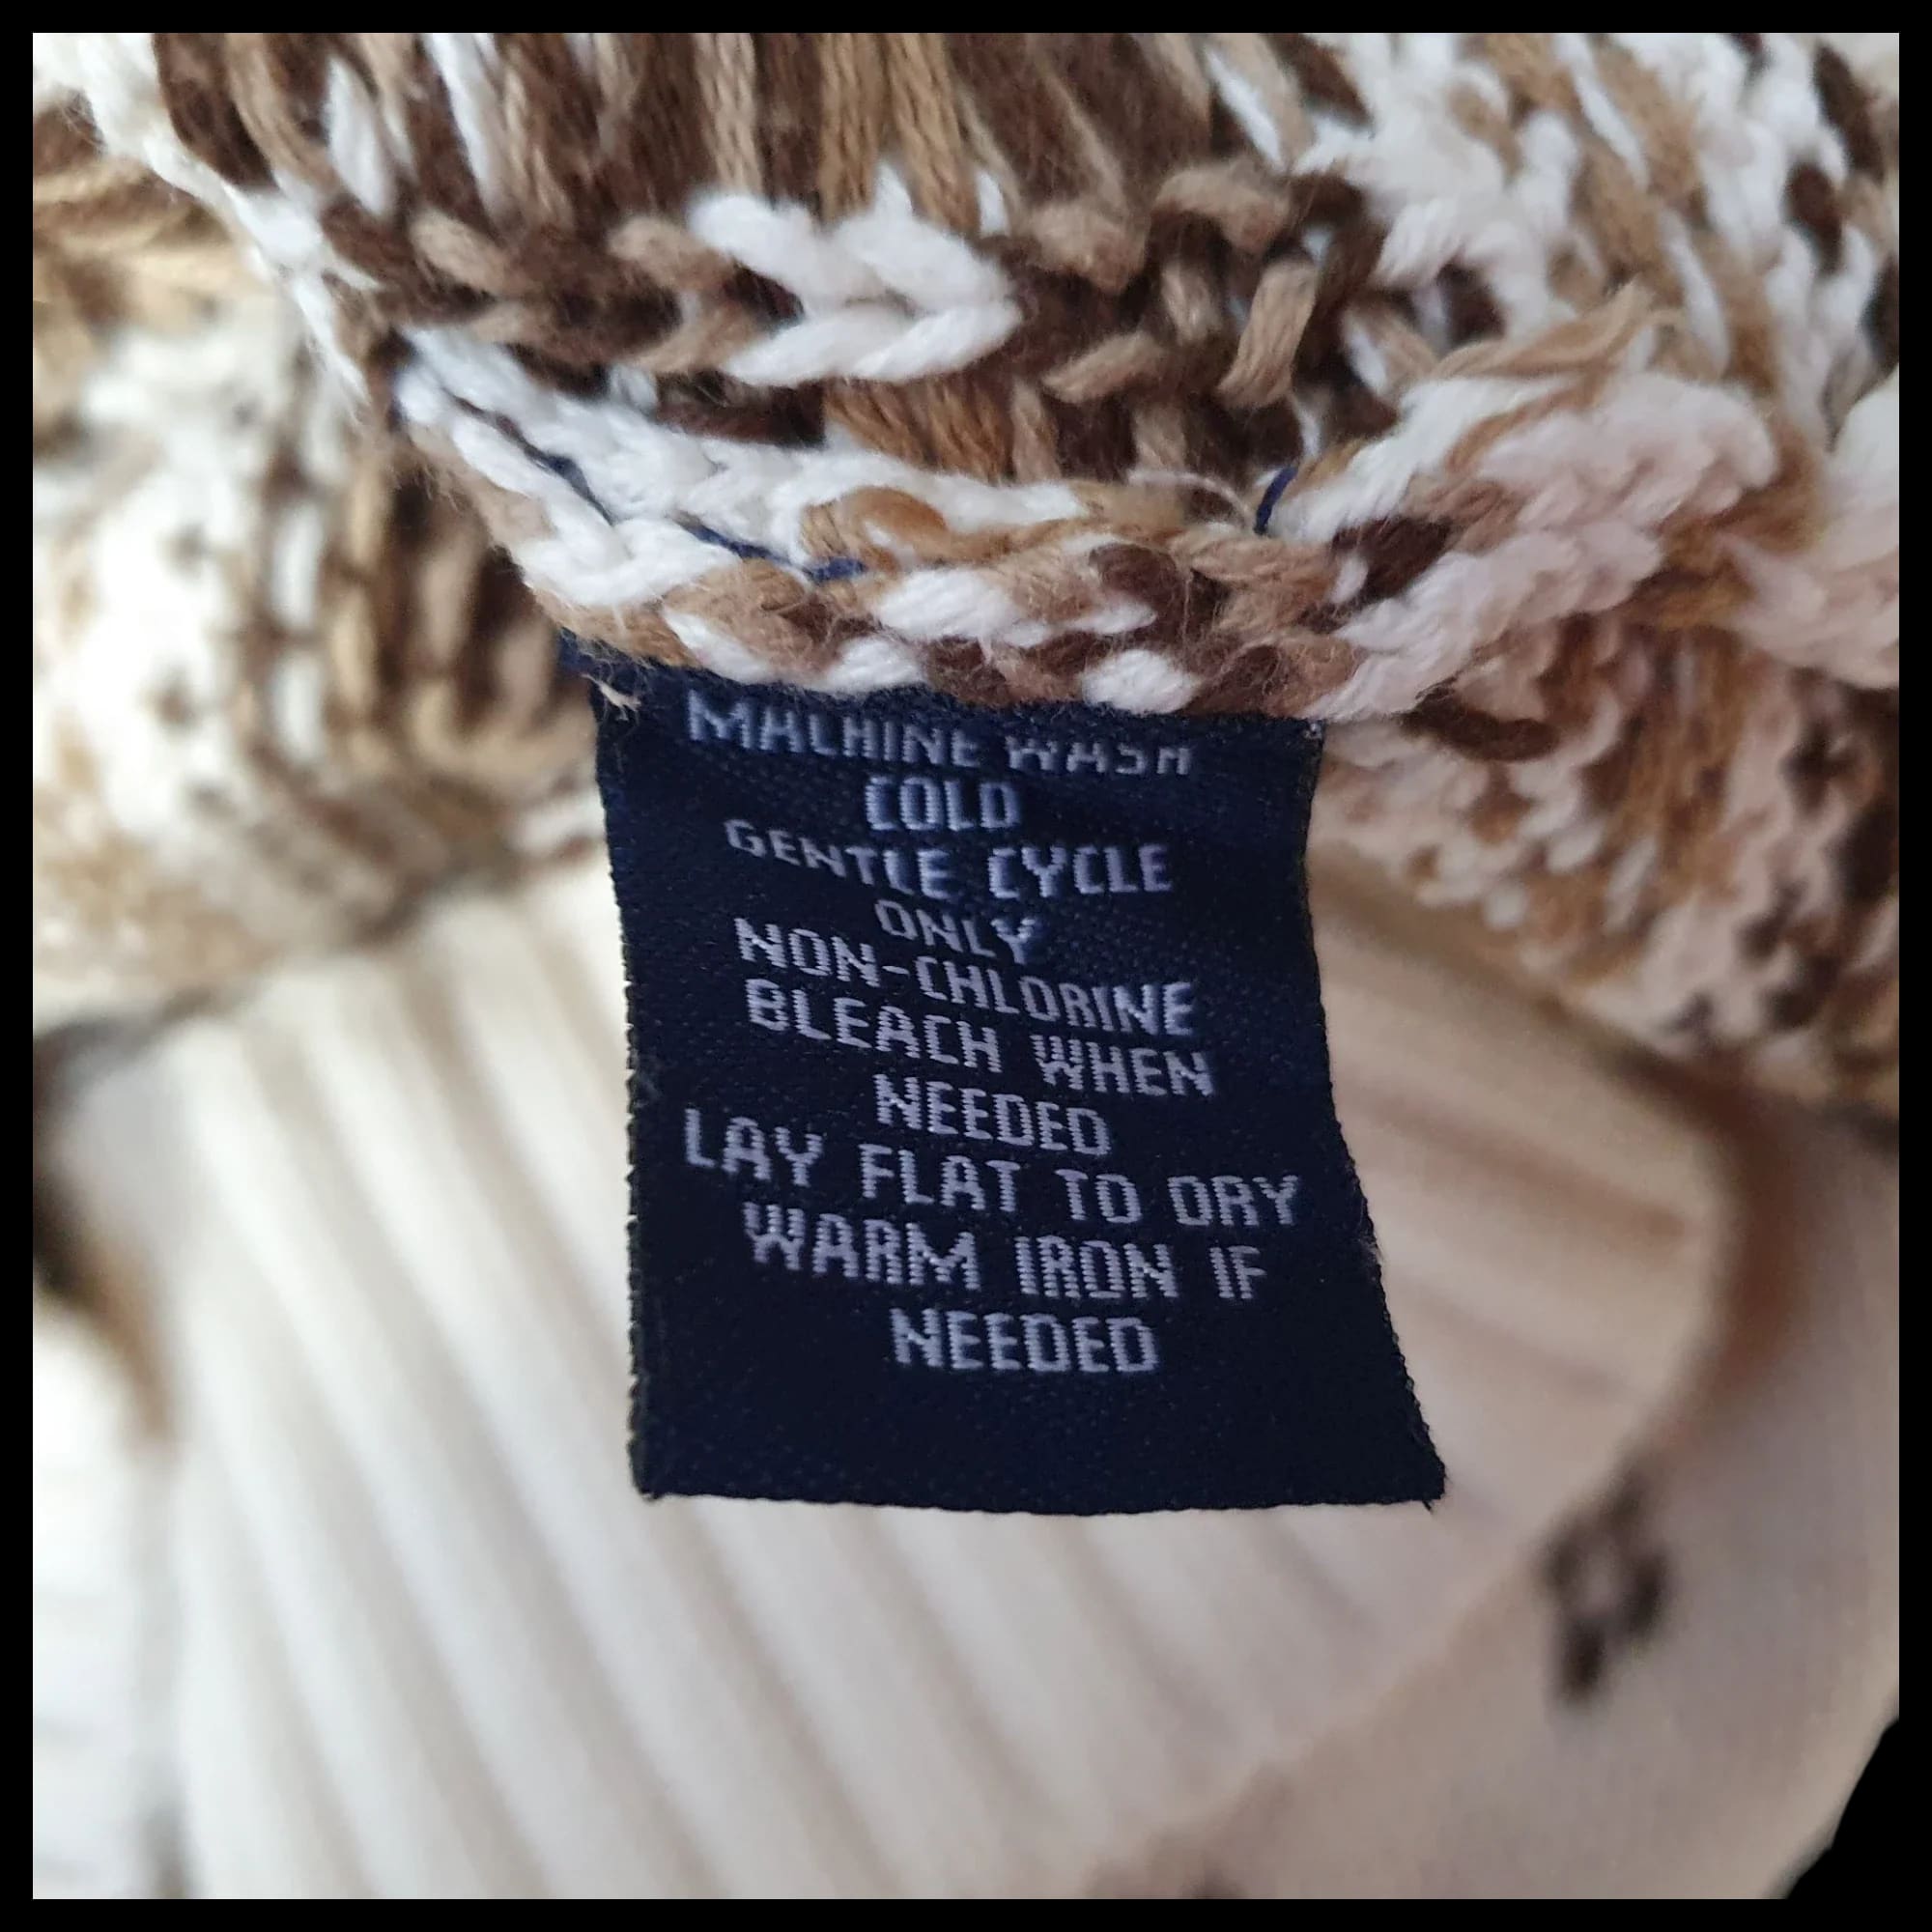 MACHINE WASH
COLD
GENTLE CYCLE
ONLY
NON-CHLORINE
BLEACH WHEN
NEEDED
LAY FLAT TO DRY
WARM IRON IF
NEEDED